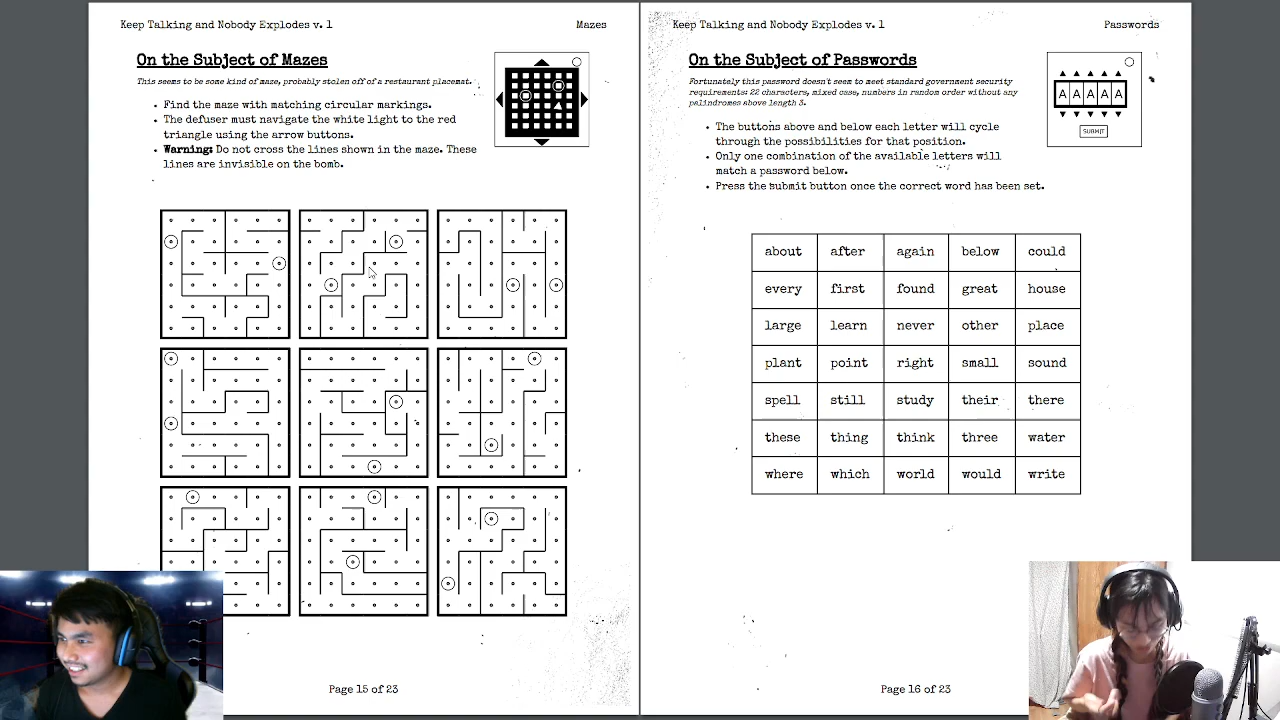 Keep Talking and Nobody Explodes v. 1
Mazes
On the Subject of Mazes
This seems to be some kind of maze, probably stolen off of a restaurant placemat.
• Find the maze with matching circular markings.
• The defuser must navigate the white light to the red
triangle using the arrow buttons.
• Warning: Do not cross the lines shown in the maze. These
lines are invisible on the bomb.
Page 15 of 23
Keep Talking and Nobody Explodes v. 1
Passwords
On the Subject of Passwords
Fortunately this password doesn't seem to meet standard government security
requirements: 22 characters, mixed case, numbers in random order without any
palindromes above length 3.
A A A A A
SUBMIT
• The buttons above and below each letter will cycle
through the possibilities for that position.
• Only one combination of the available letters will
match a password below.
• Press the submit button once the correct word has been set.
about after again below could
every first found great house
large learn never other place
plant point right small sound
spell still study their there
these thing think three water
where which world would write
Page 16 of 23